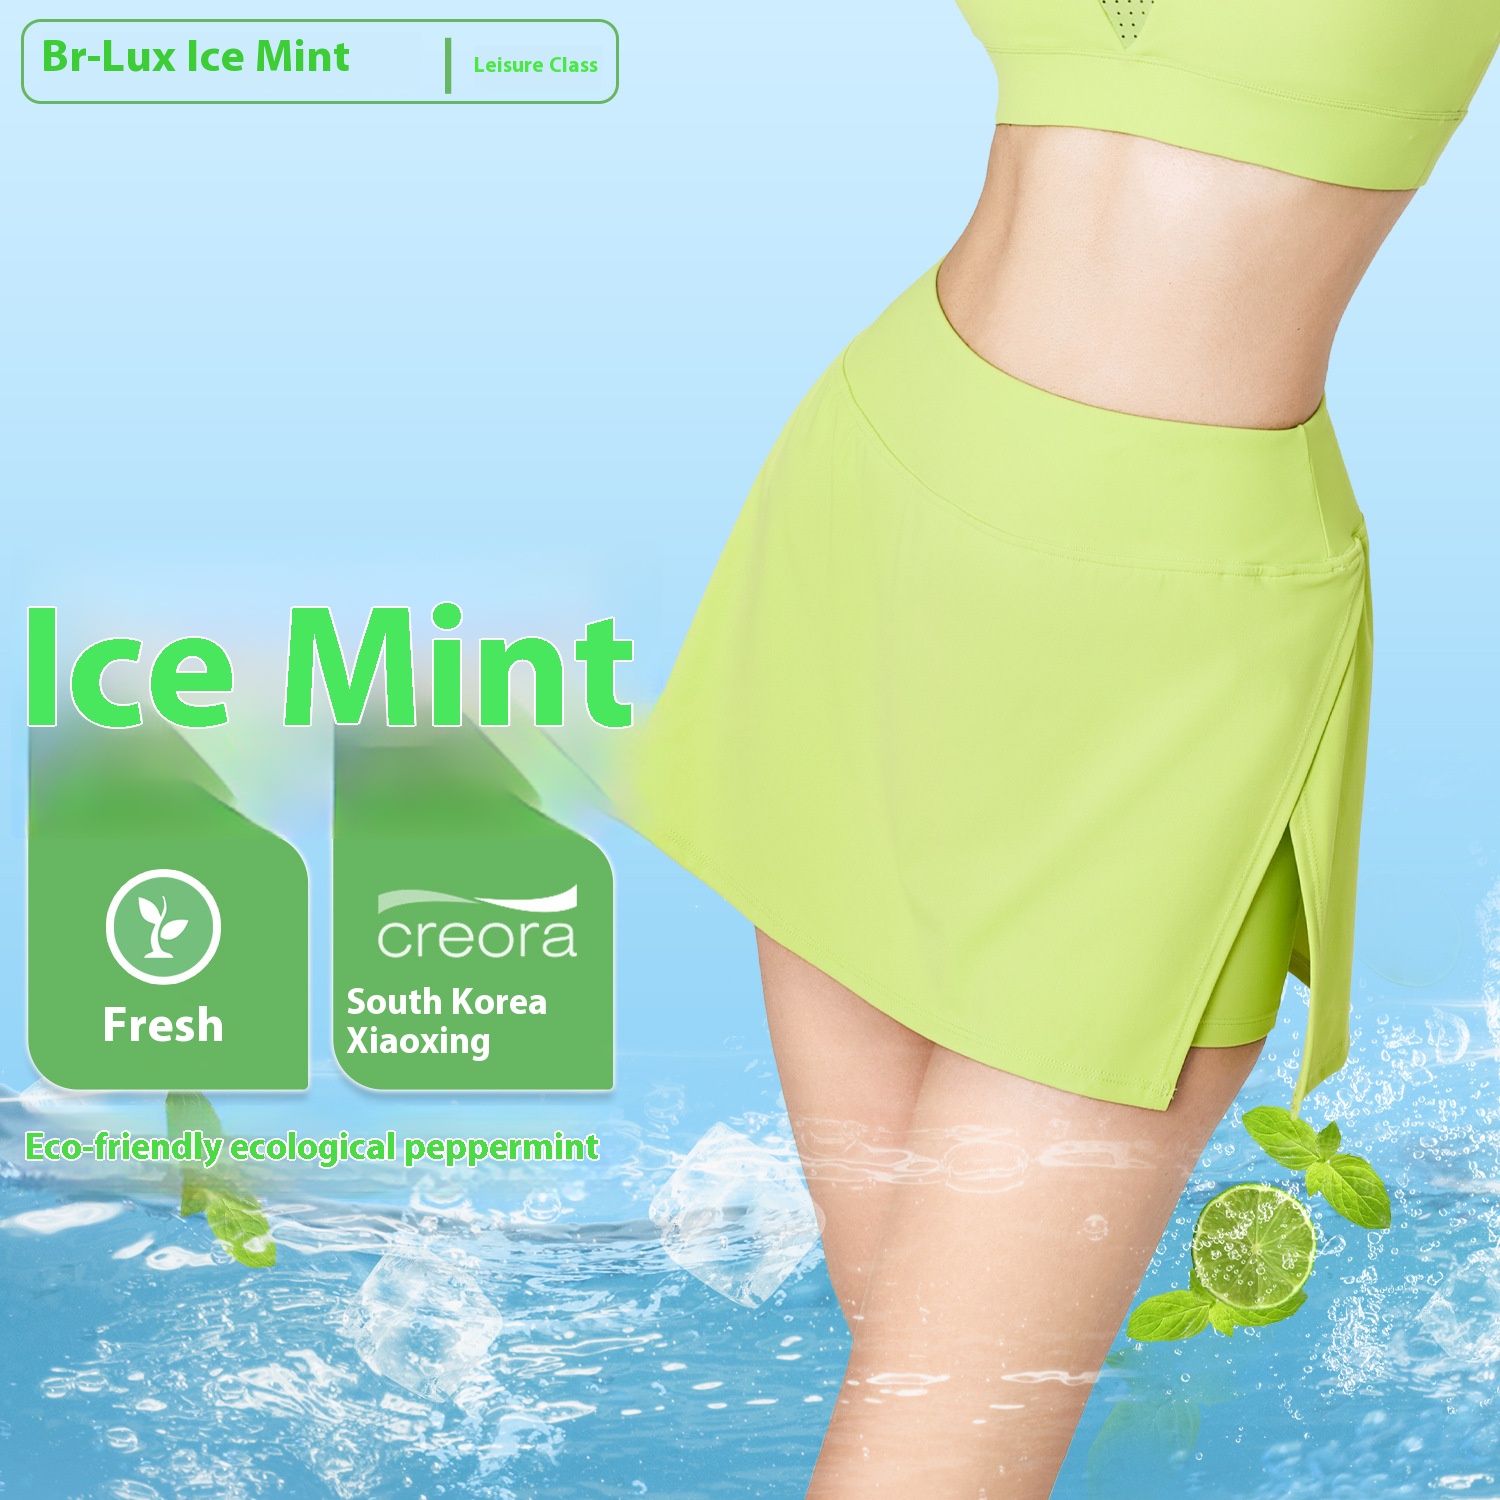 Br-Lux Ice Mint
Leisure Class
Ice Mint
Fresh
creora
South Korea
Xiaoxing
Eco-friendly ecological peppermint